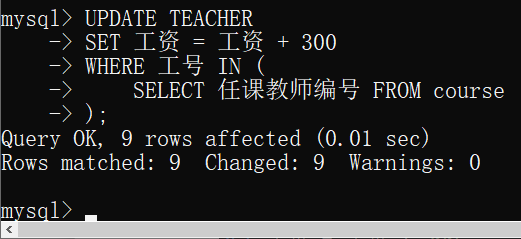 mysql> UPDATE TEACHER
    -> SET 工资 = 工资 + 300
    -> WHERE 工号 IN (
    ->     SELECT 任课教师编号 FROM course
    -> );
Query OK, 9 rows affected (0.01 sec)
Rows matched: 9  Changed: 9  Warnings: 0
mysql>